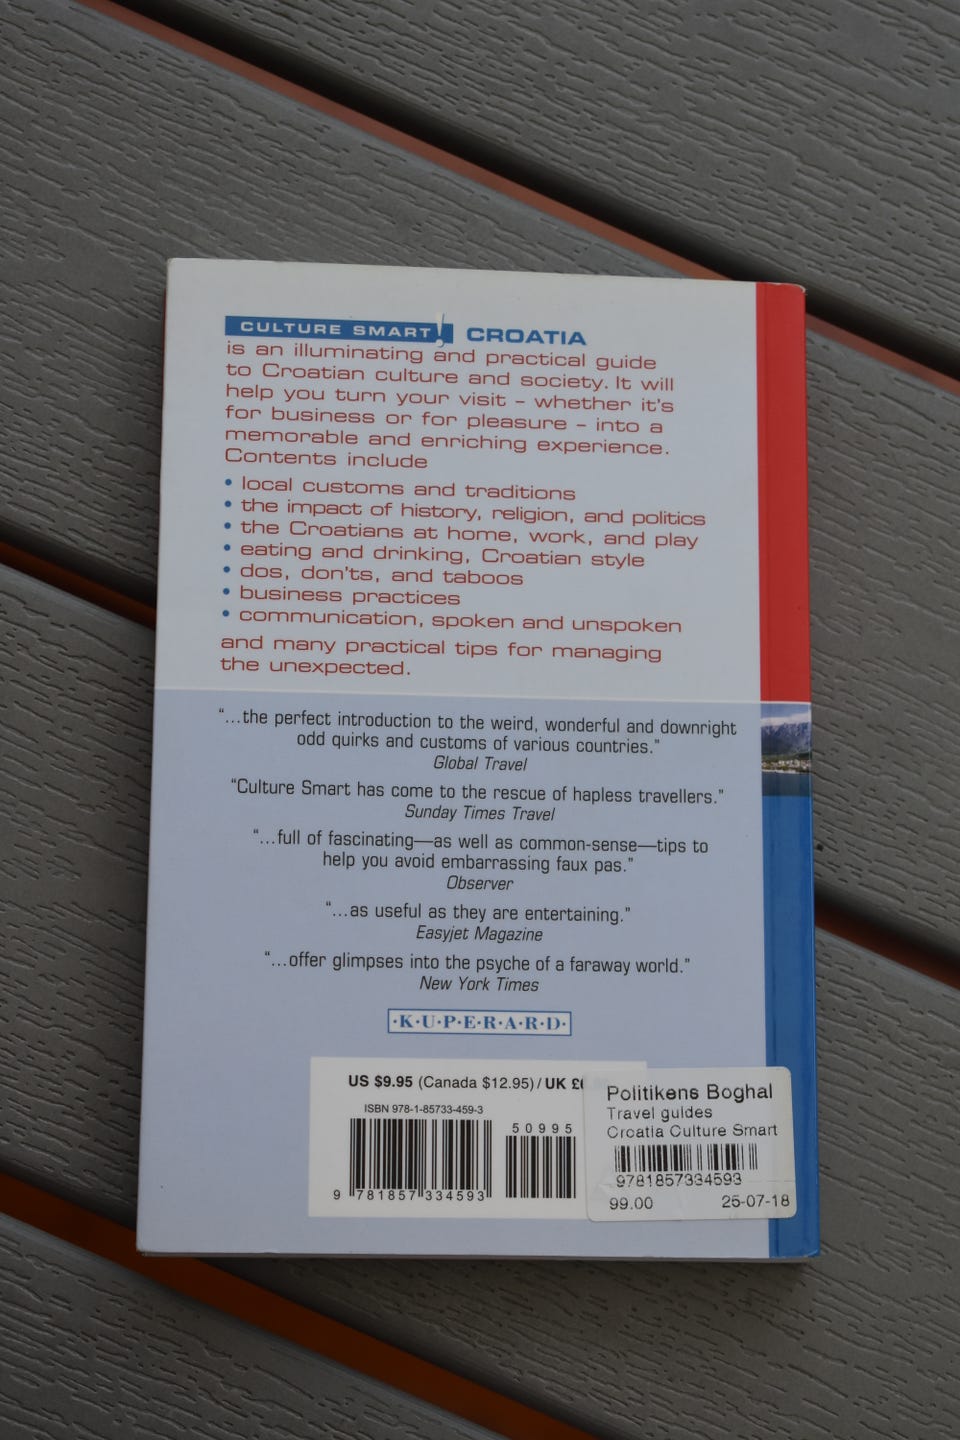 CULTURE SMART! CROATIA
is an illuminating and practical guide
to Croatian culture and society. It will
help you turn your visit – whether it's
for business or for pleasure – into a
memorable and enriching experience.
Contents include
• local customs and traditions
• the impact of history, religion, and politics
• the Croatians at home, work, and play
• eating and drinking, Croatian style
• dos, don'ts, and taboos
• business practices
• communication, spoken and unspoken
and many practical tips for managing
the unexpected.
"...the perfect introduction to the weird, wonderful and downright
odd quirks and customs of various countries."
Global Travel
"Culture Smart has come to the rescue of hapless travellers."
Sunday Times Travel
"...full of fascinating—as well as common-sense—tips to
help you avoid embarrassing faux pas."
Observer
"...as useful as they are entertaining."
Easyjet Magazine
"...offer glimpses into the psyche of a faraway world."
New York Times
·K·U·P·E·R·A·R·D·
US $9.95 (Canada $12.95) / UK
ISBN 978-1-85733-459-3
50995
9 781857 334593
Politikens Boghal
Travel guides
Croatia Culture Smart
9781857334593
99.00 25-07-18